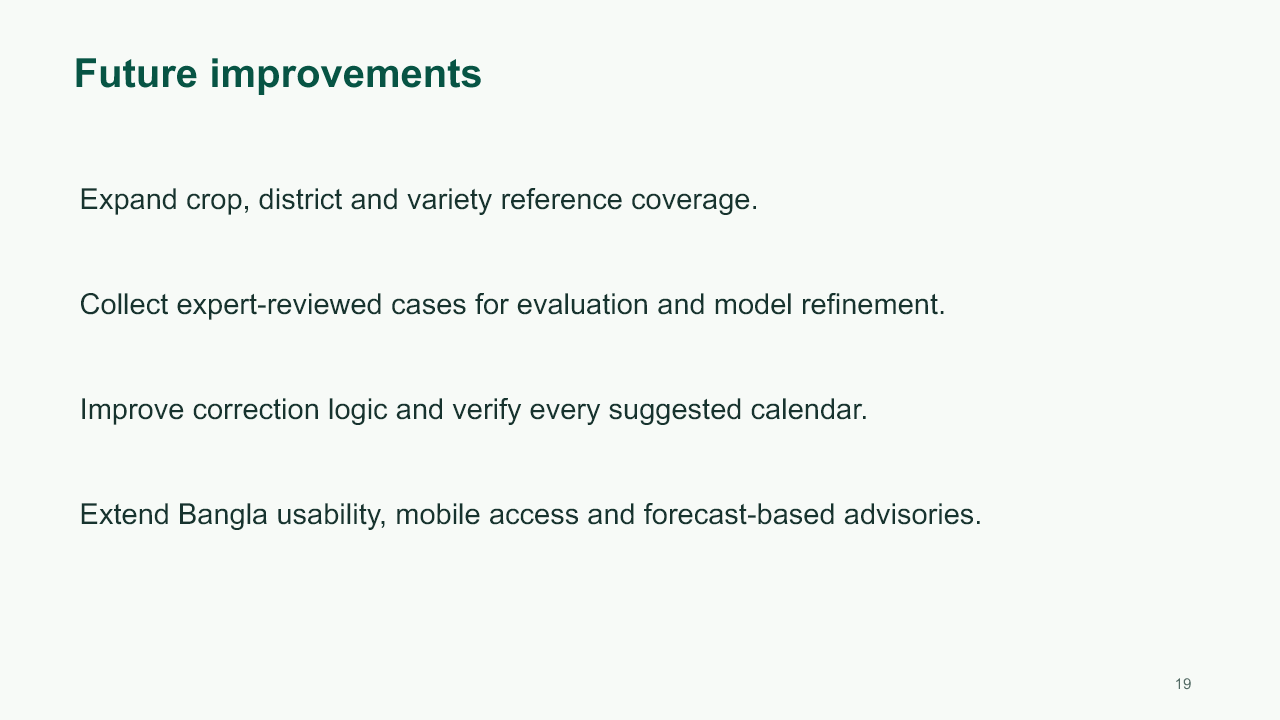 Future improvements
Expand crop, district and variety reference coverage.
Collect expert-reviewed cases for evaluation and model refinement.
Improve correction logic and verify every suggested calendar.
Extend Bangla usability, mobile access and forecast-based advisories.
19